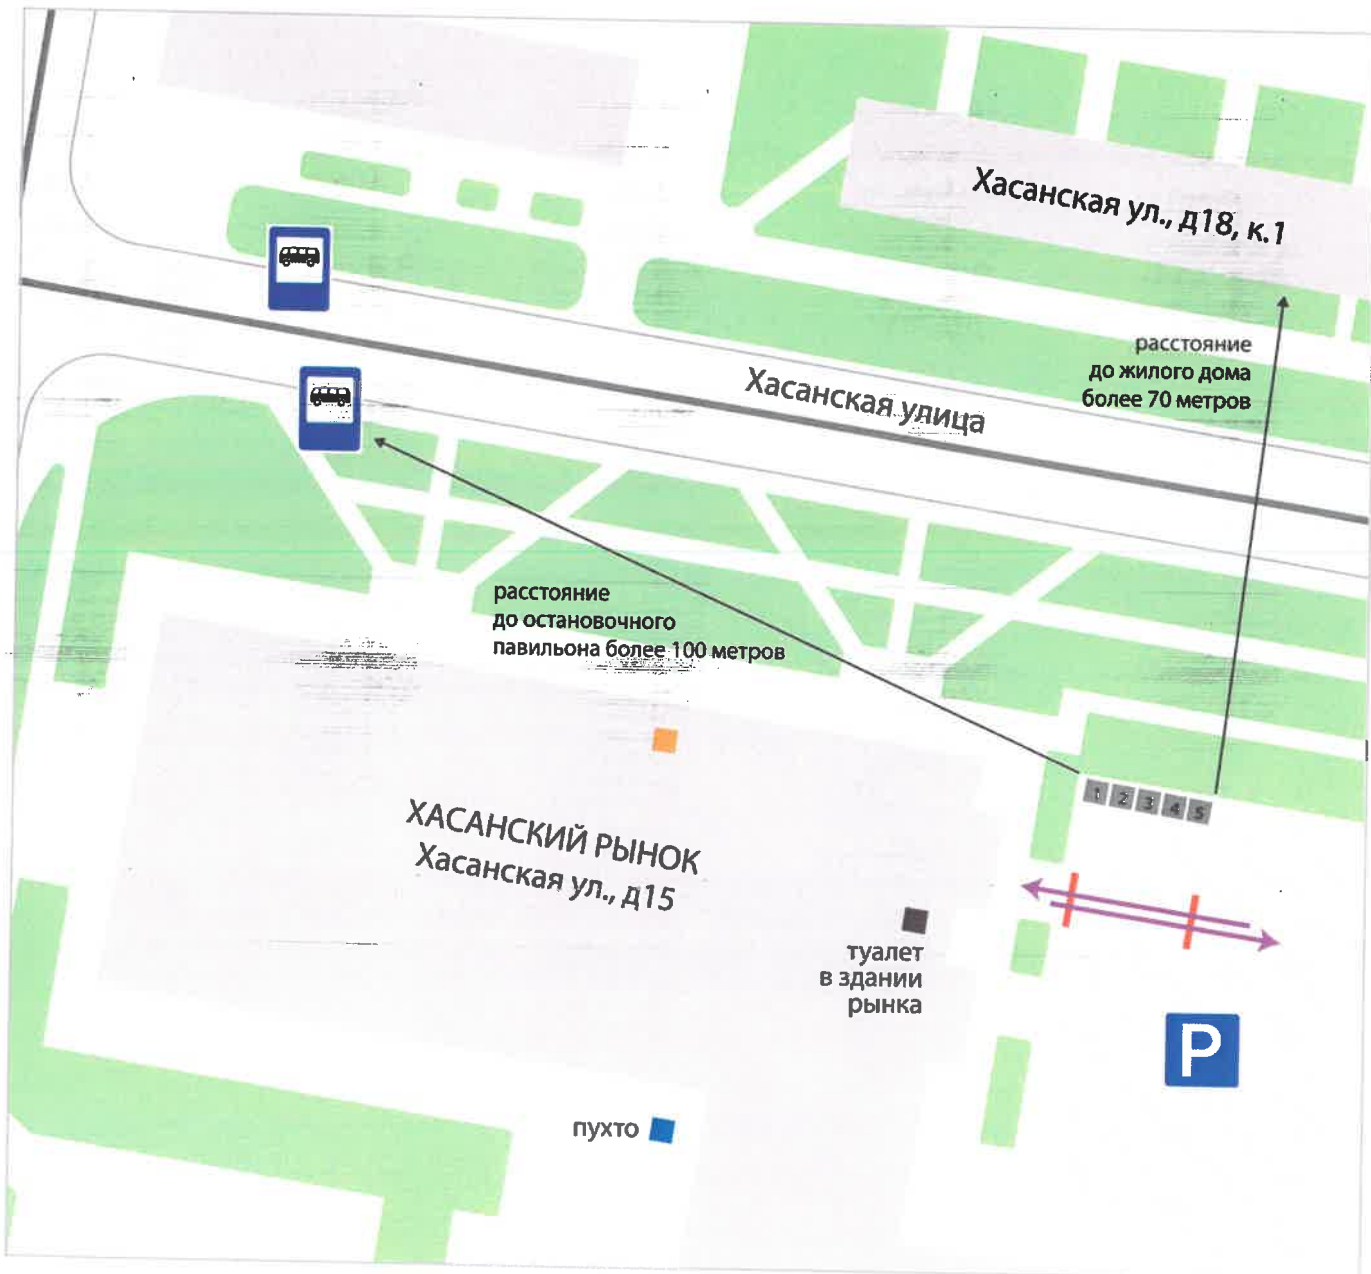 Хасанская ул., д18, к.1
расстояние
до жилого дома
более 70 метров
Хасанская улица
расстояние
до остановочного
павильона более 100 метров
1 2 3 4 5
ХАСАНСКИЙ РЫНОК
Хасанская ул., д15
туалет
в здании
рынка
P
пухто